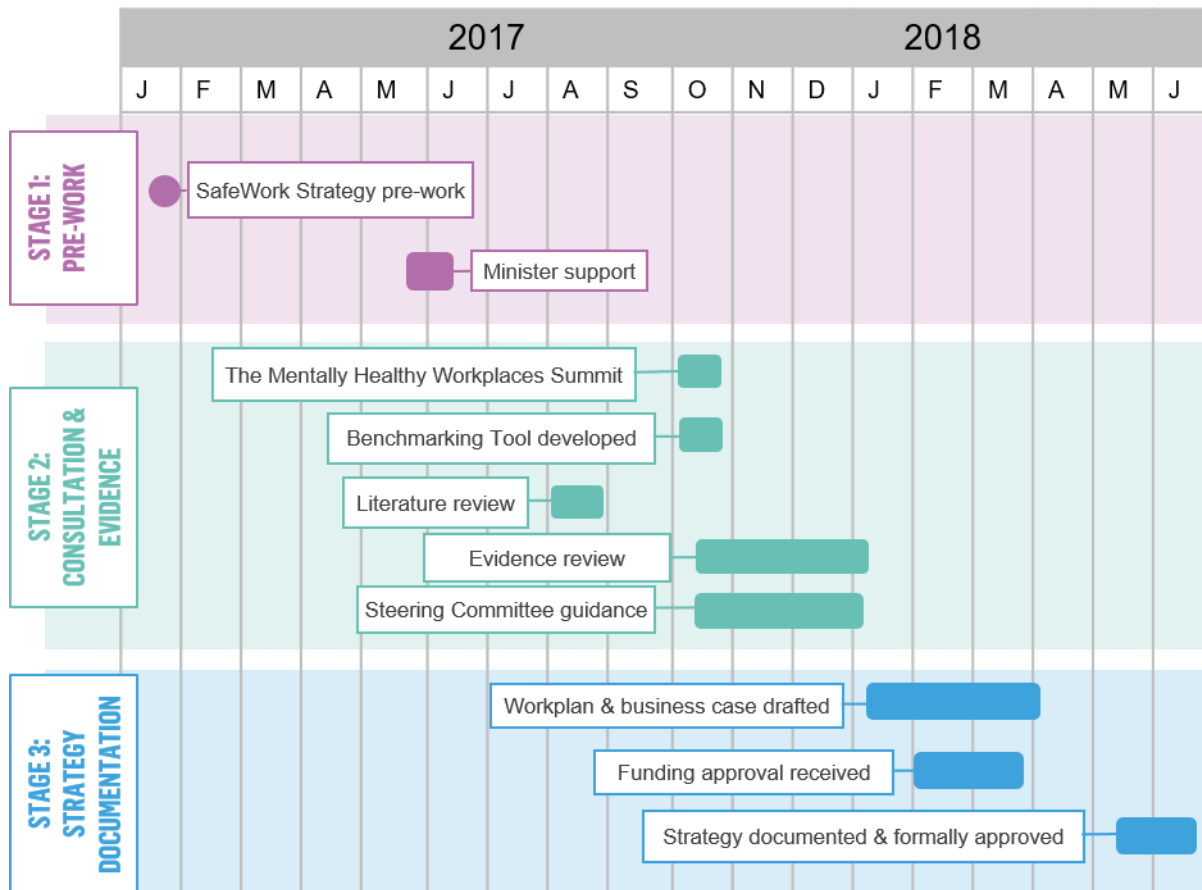 2017 2018
J F M A M J J A S O N D J F M A M J
STAGE 1:
PRE-WORK
SafeWork Strategy pre-work
Minister support
STAGE 2:
CONSULTATION &
EVIDENCE
The Mentally Healthy Workplaces Summit
Benchmarking Tool developed
Literature review
Evidence review
Steering Committee guidance
STAGE 3:
STRATEGY
DOCUMENTATION
Workplan & business case drafted
Funding approval received
Strategy documented & formally approved